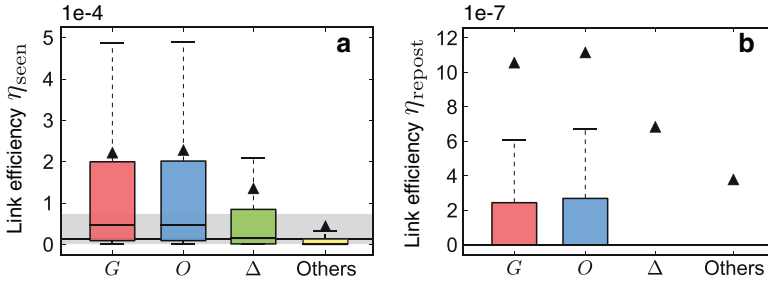 1e-4
a
Link efficiency η_seen
5
4
3
2
1
0
G O Δ Others
1e-7
b
Link efficiency η_repost
12
10
8
6
4
2
0
G O Δ Others